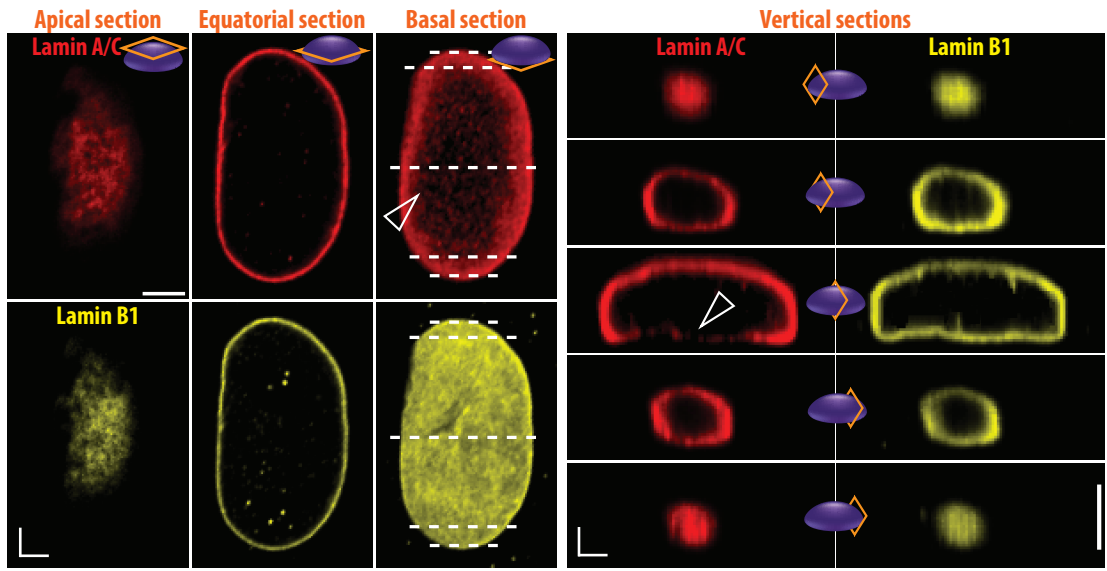 Apical section
Equatorial section
Basal section
Vertical sections
Lamin A/C
Lamin A/C
Lamin B1
Lamin B1